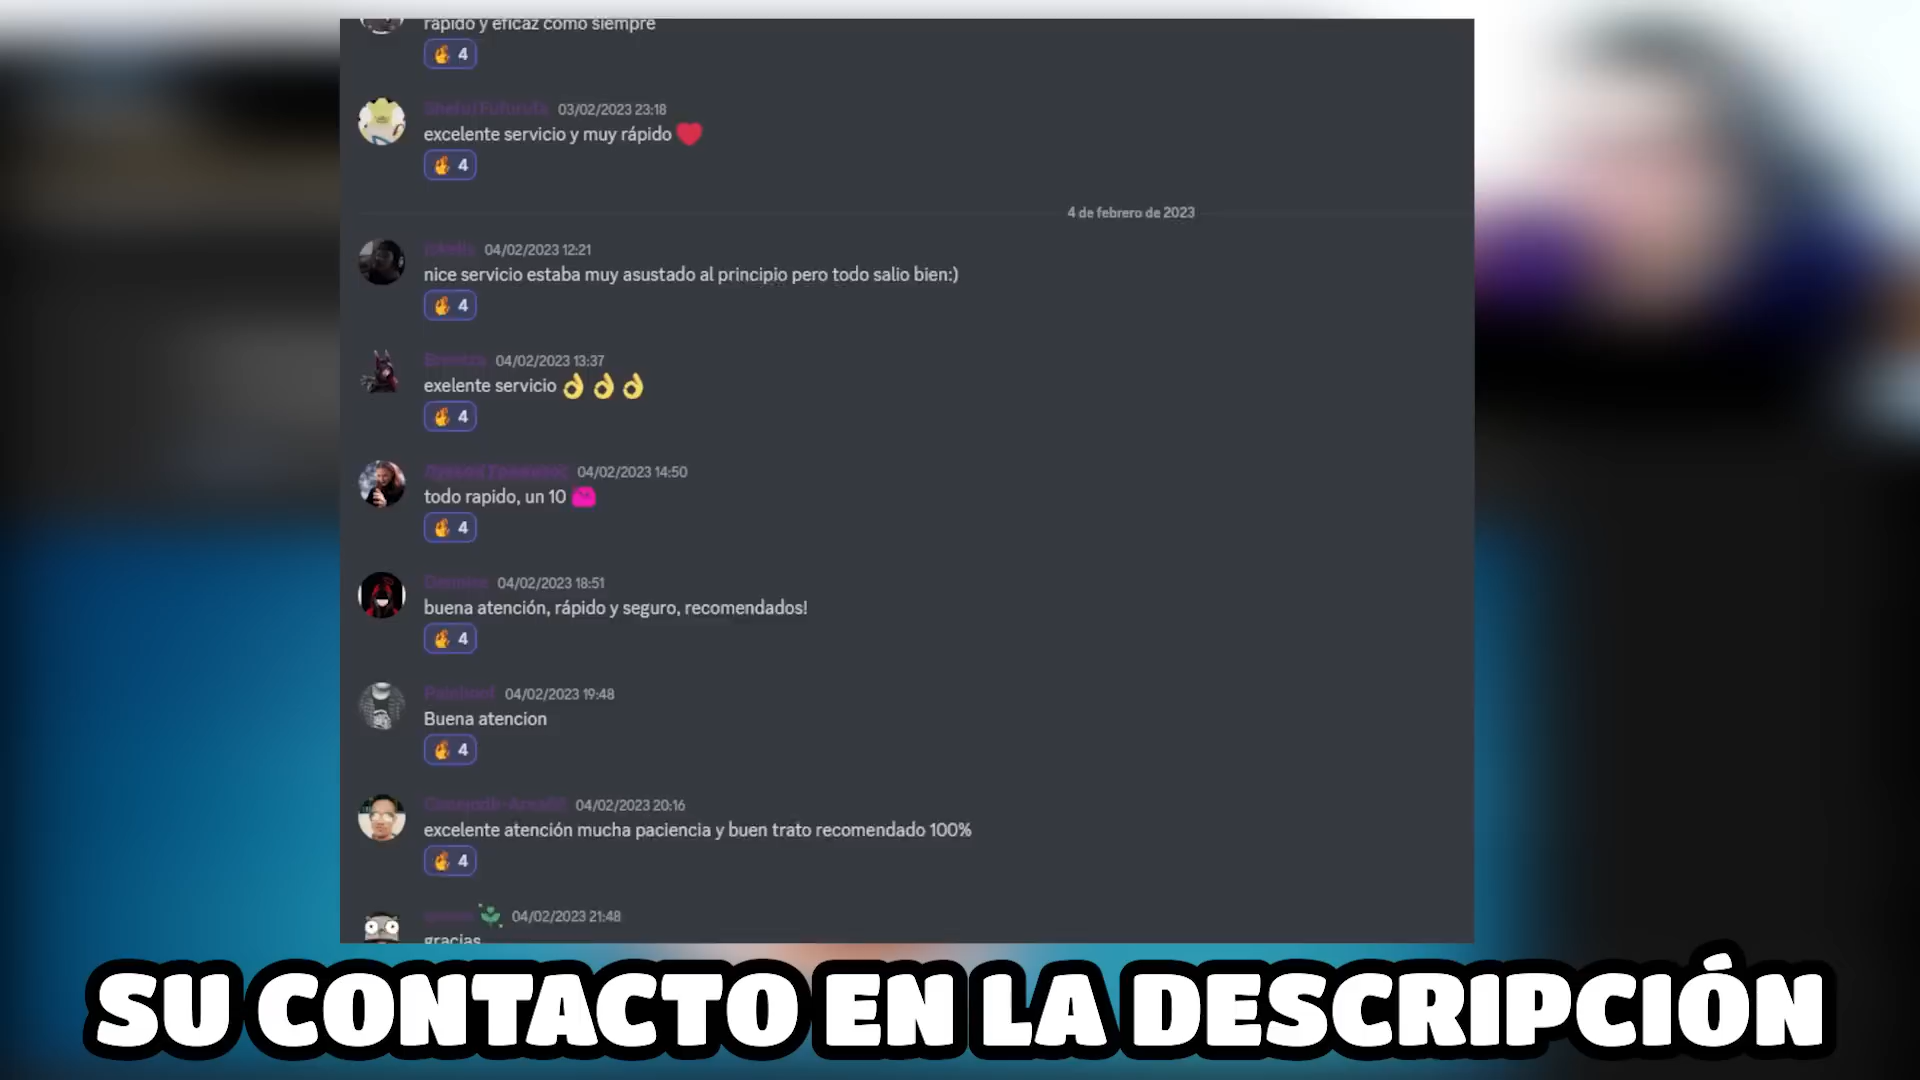 rapido y eficaz como siempre
4
03/02/2023 23:18
excelente servicio y muy rápido
4
4 de febrero de 2023
04/02/2023 12:21
nice servicio estaba muy asustado al principio pero todo salio bien:)
4
04/02/2023 13:37
exelente servicio 👌👌👌
4
04/02/2023 14:50
todo rapido, un 10
4
04/02/2023 18:51
buena atención, rápido y seguro, recomendados!
4
04/02/2023 19:48
Buena atencion
4
04/02/2023 20:16
excelente atención mucha paciencia y buen trato recomendado 100%
4
04/02/2023 21:48
gracias
SU CONTACTO EN LA DESCRIPCIÓN